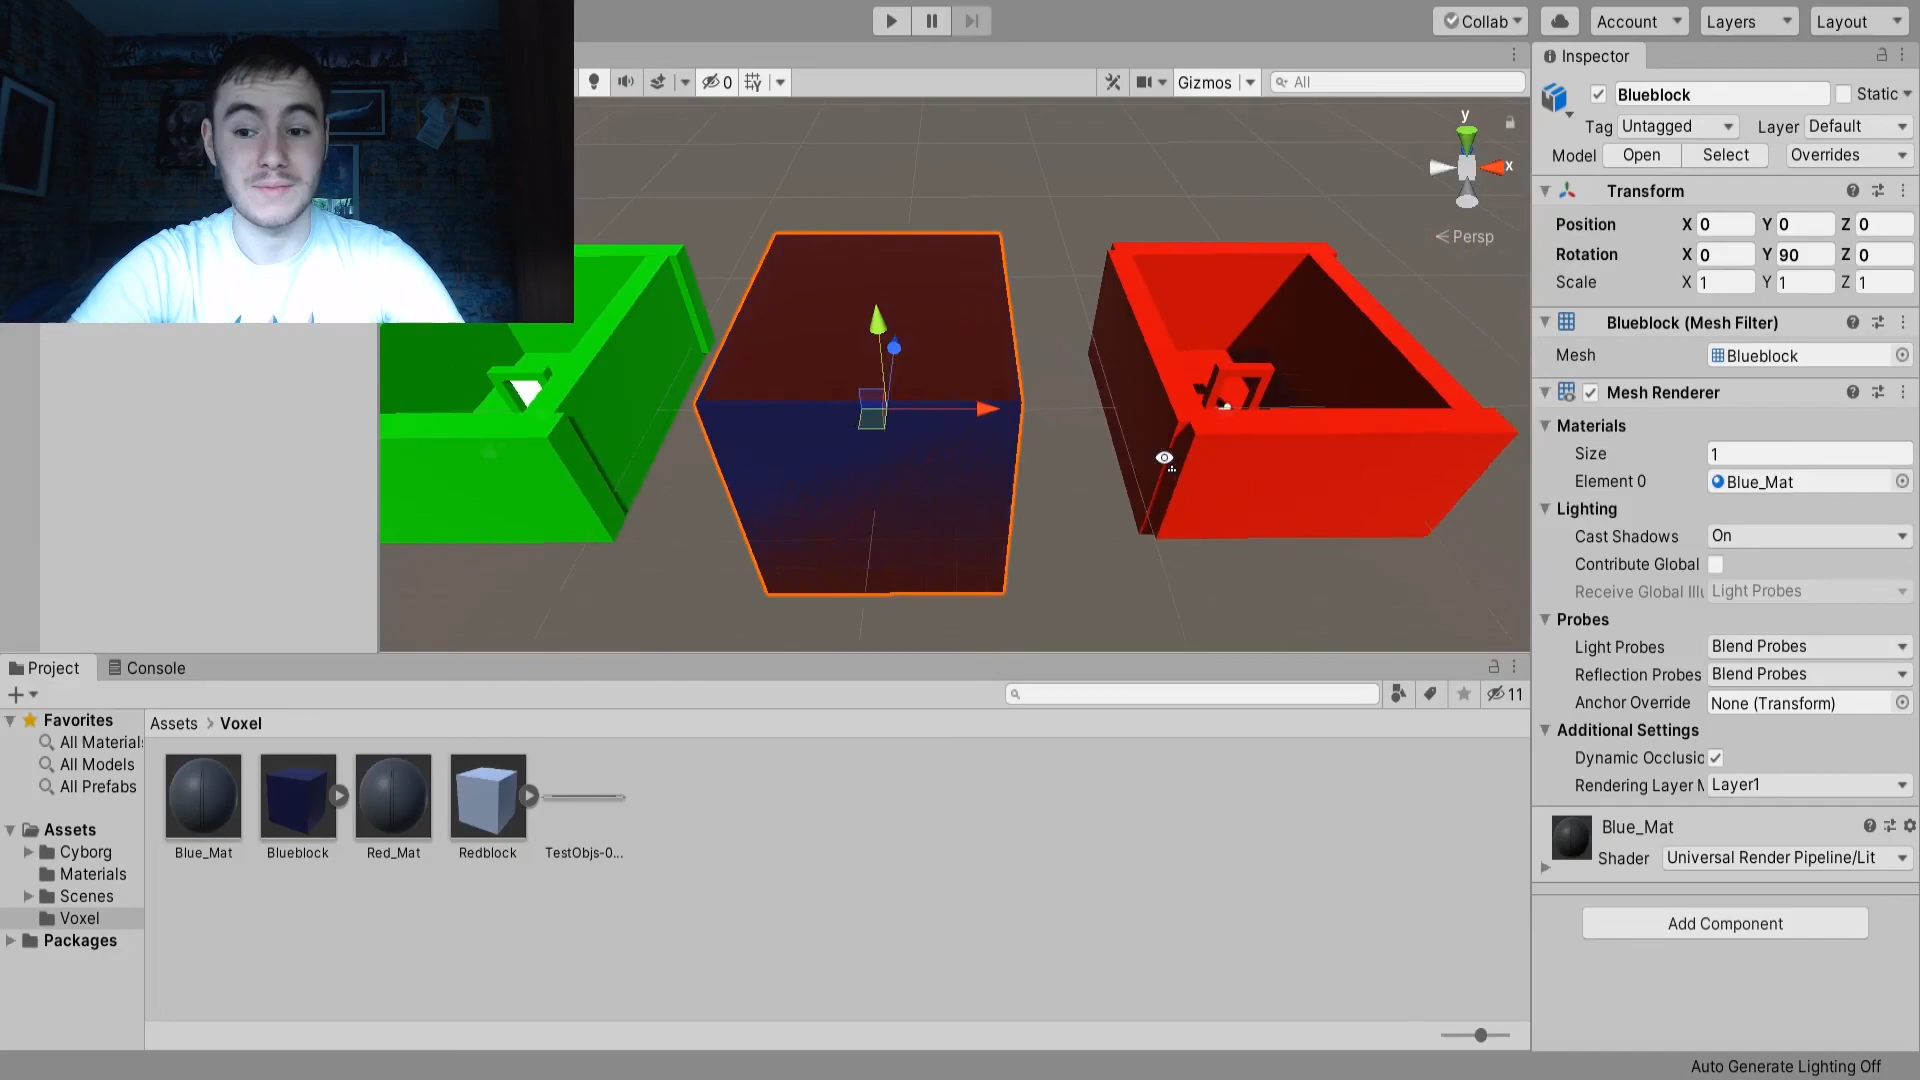 Collab
Account
Layers
Layout
0
Gizmos
All
y
x
Persp
Inspector
Blueblock
Static
Tag
Untagged
Layer
Default
Model
Open
Select
Overrides
Transform
Position
X 0
Y 0
Z 0
Rotation
X 0
Y 90
Z 0
Scale
X 1
Y 1
Z 1
Blueblock (Mesh Filter)
Mesh
Blueblock
Mesh Renderer
Materials
Size
1
Element 0
Blue_Mat
Lighting
Cast Shadows
On
Contribute Global
Receive Global Illu
Light Probes
Probes
Light Probes
Blend Probes
Reflection Probes
Blend Probes
Anchor Override
None (Transform)
Additional Settings
Dynamic Occlusic
Rendering Layer M
Layer1
Blue_Mat
Shader
Universal Render Pipeline/Lit
Add Component
Project
Console
11
Favorites
All Materials
All Models
All Prefabs
Assets
Cyborg
Materials
Scenes
Voxel
Packages
Assets > Voxel
Blue_Mat
Blueblock
Red_Mat
Redblock
TestObjs-0...
Auto Generate Lighting Off